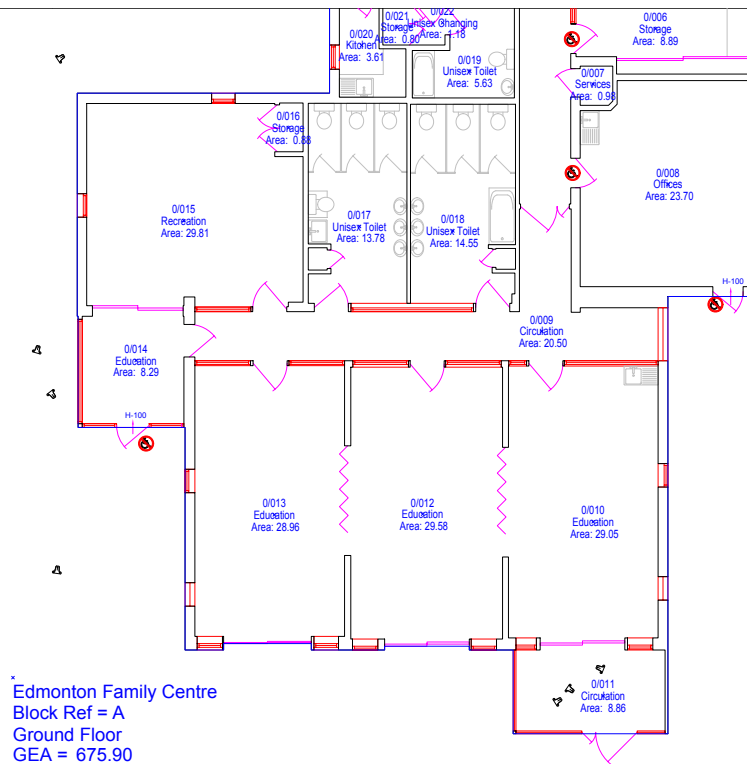 0/022
Unisex Changing
Area: 1.18
0/021
Storage
Area: 0.80
0/020
Kitchen
Area: 3.61
0/019
Unisex Toilet
Area: 5.63
0/006
Storage
Area: 8.89
0/007
Services
Area: 0.98
0/016
Storage
Area: 0.88
0/008
Offices
Area: 23.70
0/015
Recreation
Area: 29.81
0/017
Unisex Toilet
Area: 13.78
0/018
Unisex Toilet
Area: 14.55
H-100
0/009
Circulation
Area: 20.50
0/014
Education
Area: 8.29
H-100
0/013
Education
Area: 28.96
0/012
Education
Area: 29.58
0/010
Education
Area: 29.05
0/011
Circulation
Area: 8.86
Edmonton Family Centre
Block Ref = A
Ground Floor
GEA = 675.90